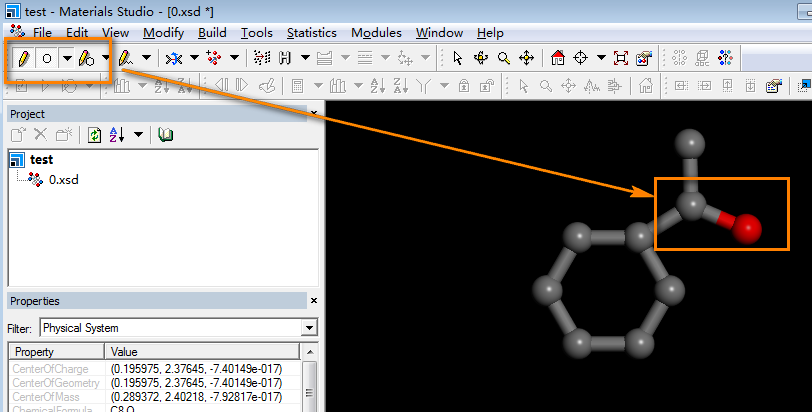 test - Materials Studio - [0.xsd *]
File Edit View Modify Build Tools Statistics Modules Window Help
Project
test
0.xsd
Properties
Filter: Physical System
Property Value
CenterOfCharge (0.195975, 2.37645, -7.40149e-017)
CenterOfGeometry (0.195975, 2.37645, -7.40149e-017)
CenterOfMass (0.289372, 2.40218, -7.92817e-017)
ChemicalFormula C8 O